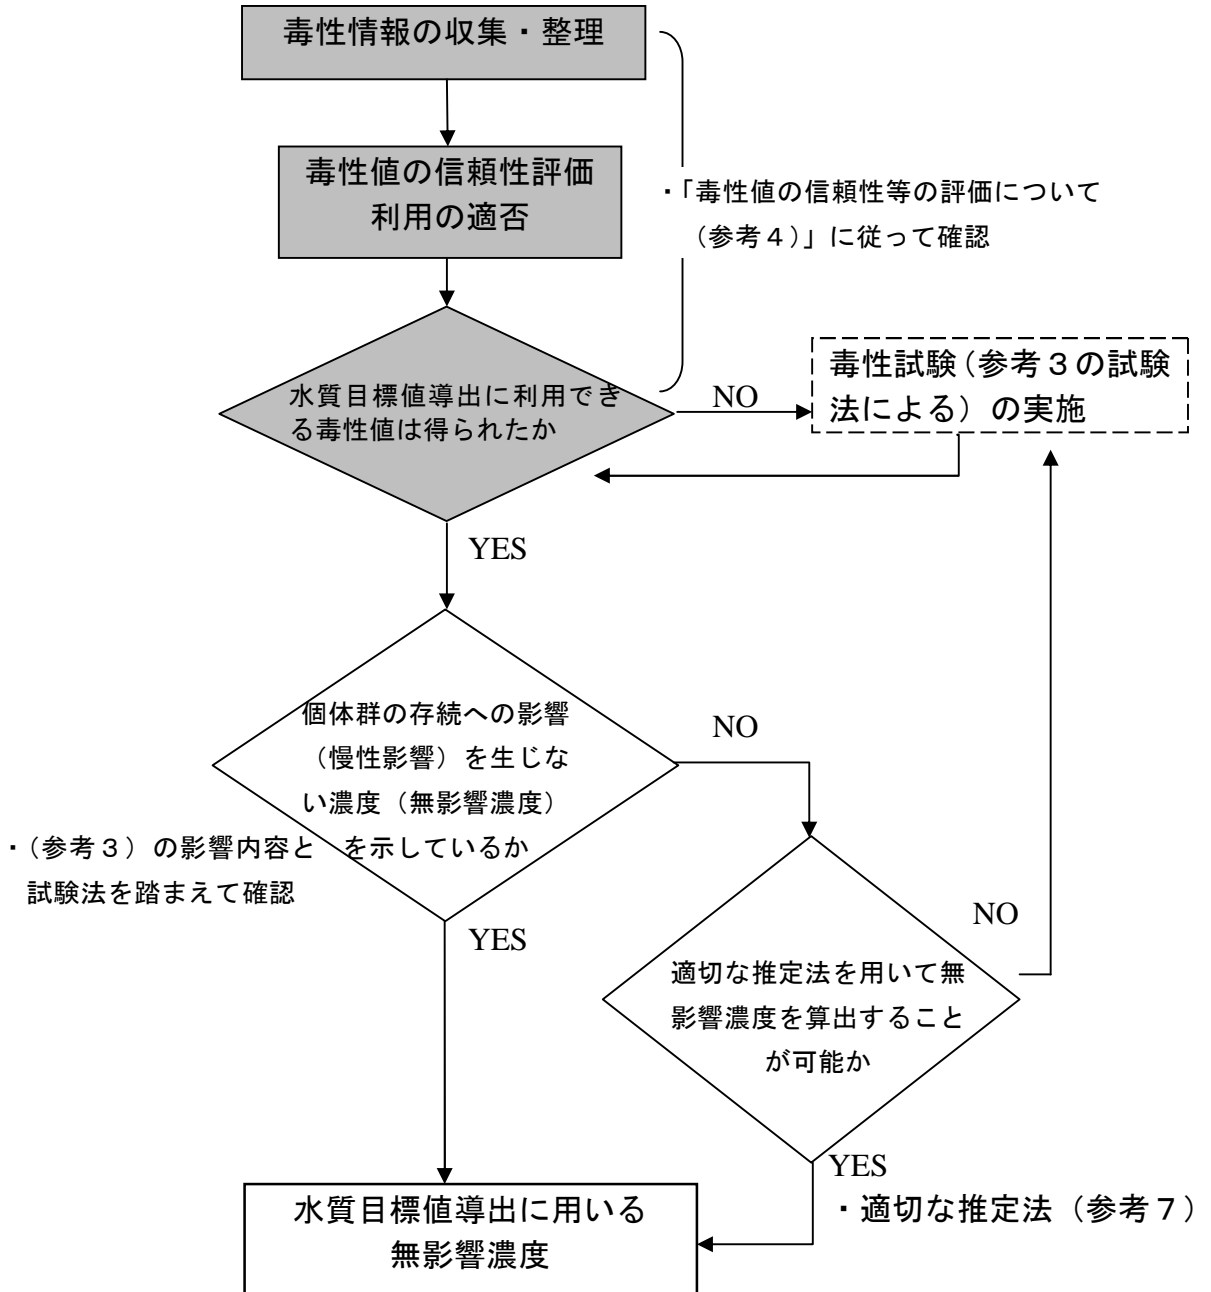 毒性情報の収集・整理
毒性値の信頼性評価
利用の適否
・「毒性値の信頼性等の評価について
(参考4)」に従って確認
水質目標値導出に利用でき
る毒性値は得られたか
NO
毒性試験(参考3の試験
法による)の実施
YES
個体群の存続への影響
(慢性影響)を生じな
い濃度(無影響濃度)
を示しているか
・(参考3)の影響内容と
試験法を踏まえて確認
NO
YES
適切な推定法を用いて無
影響濃度を算出すること
が可能か
NO
YES
・適切な推定法(参考7)
水質目標値導出に用いる
無影響濃度